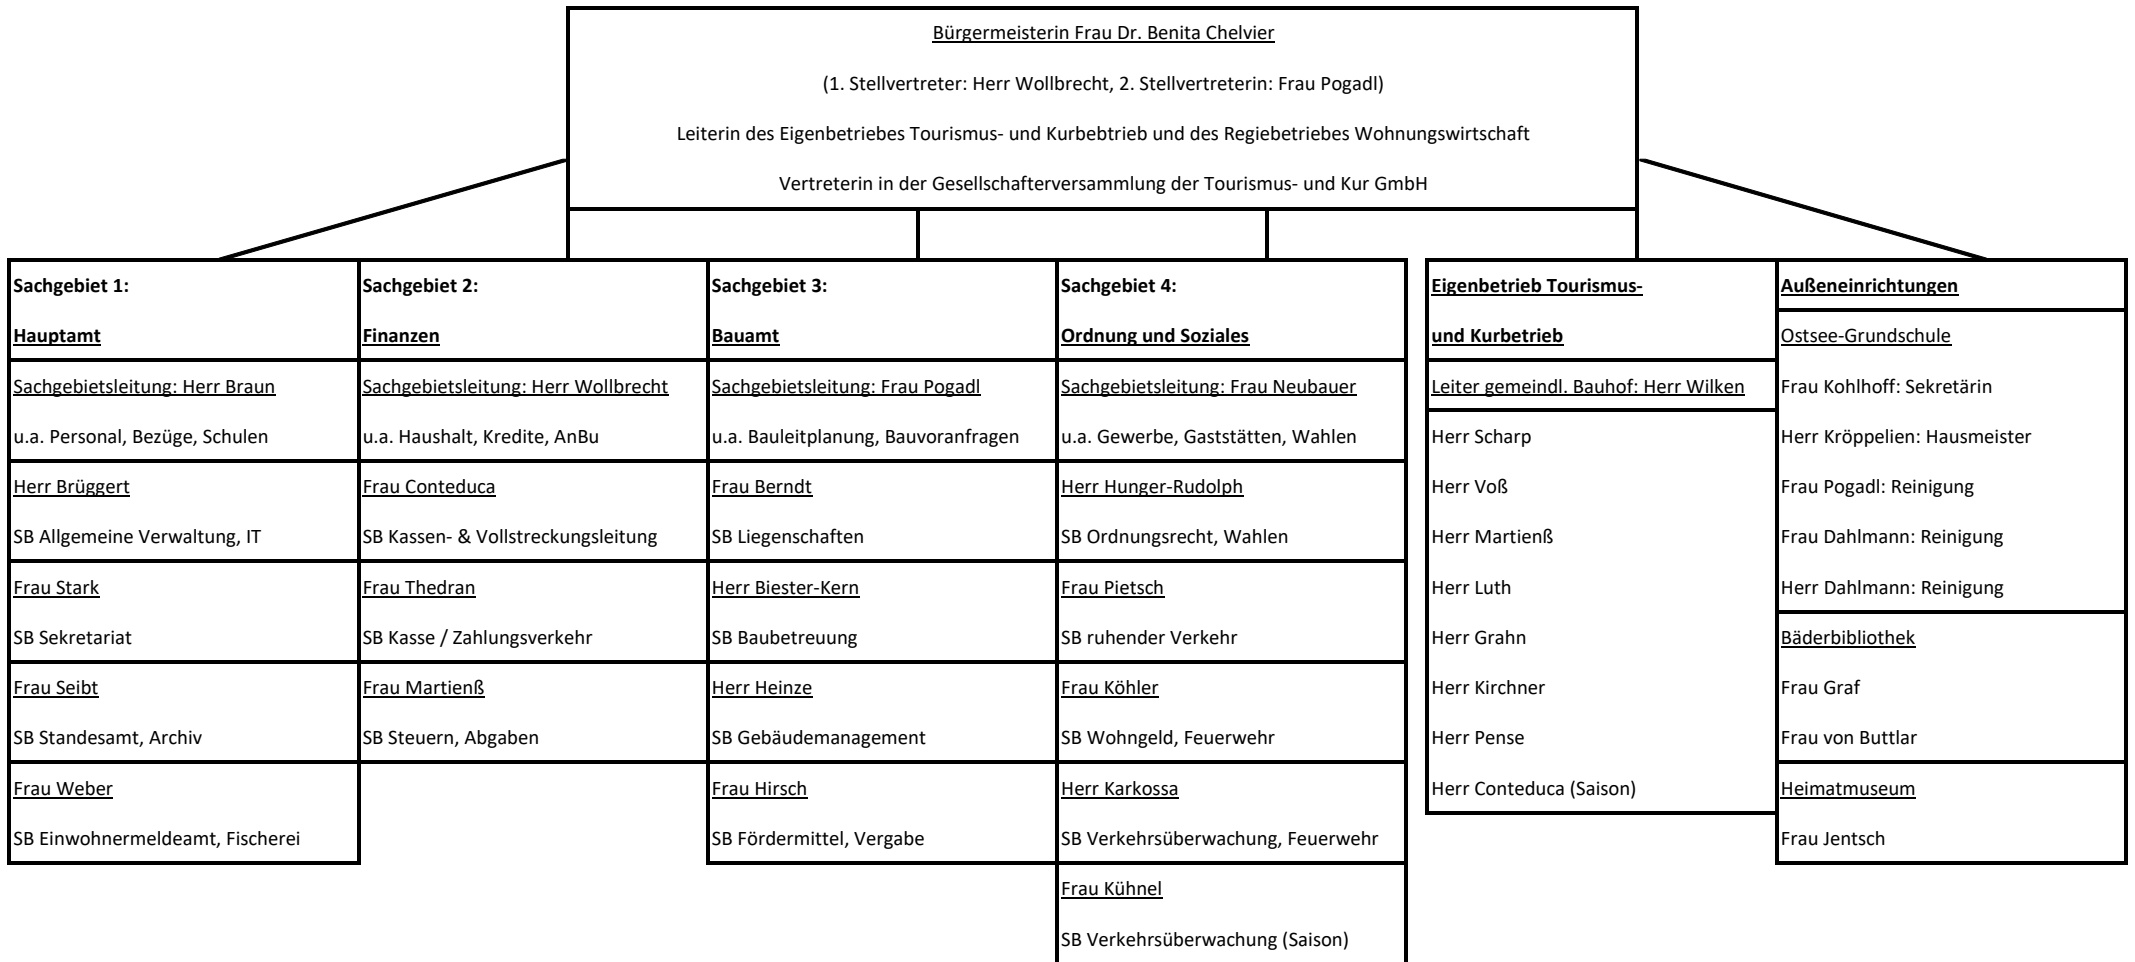 Bürgermeisterin Frau Dr. Benita Chelvier
(1. Stellvertreter: Herr Wollbrecht, 2. Stellvertreterin: Frau Pogadl)
Leiterin des Eigenbetriebes Tourismus- und Kurbebtrieb und des Regiebetriebes Wohnungswirtschaft
Vertreterin in der Gesellschafterversammlung der Tourismus- und Kur GmbH
Sachgebiet 1:
Hauptamt
Sachgebietsleitung: Herr Braun
u.a. Personal, Bezüge, Schulen
Herr Brüggert
SB Allgemeine Verwaltung, IT
Frau Stark
SB Sekretariat
Frau Seibt
SB Standesamt, Archiv
Frau Weber
SB Einwohnermeldeamt, Fischerei
Sachgebiet 2:
Finanzen
Sachgebietsleitung: Herr Wollbrecht
u.a. Haushalt, Kredite, AnBu
Frau Conteduca
SB Kassen- & Vollstreckungsleitung
Frau Thedran
SB Kasse / Zahlungsverkehr
Frau Martienß
SB Steuern, Abgaben
Sachgebiet 3:
Bauamt
Sachgebietsleitung: Frau Pogadl
u.a. Bauleitplanung, Bauvoranfragen
Frau Berndt
SB Liegenschaften
Herr Biester-Kern
SB Baubetreuung
Herr Heinze
SB Gebäudemanagement
Frau Hirsch
SB Fördermittel, Vergabe
Sachgebiet 4:
Ordnung und Soziales
Sachgebietsleitung: Frau Neubauer
u.a. Gewerbe, Gaststätten, Wahlen
Herr Hunger-Rudolph
SB Ordnungsrecht, Wahlen
Frau Pietsch
SB ruhender Verkehr
Frau Köhler
SB Wohngeld, Feuerwehr
Herr Karkossa
SB Verkehrsüberwachung, Feuerwehr
Frau Kühnel
SB Verkehrsüberwachung (Saison)
Eigenbetrieb Tourismus-
und Kurbetrieb
Leiter gemeindl. Bauhof: Herr Wilken
Herr Scharp
Herr Voß
Herr Martienß
Herr Luth
Herr Grahn
Herr Kirchner
Herr Pense
Herr Conteduca (Saison)
Außeneinrichtungen
Ostsee-Grundschule
Frau Kohlhoff: Sekretärin
Herr Kröppelien: Hausmeister
Frau Pogadl: Reinigung
Frau Dahlmann: Reinigung
Herr Dahlmann: Reinigung
Bäderbibliothek
Frau Graf
Frau von Buttlar
Heimatmuseum
Frau Jentsch